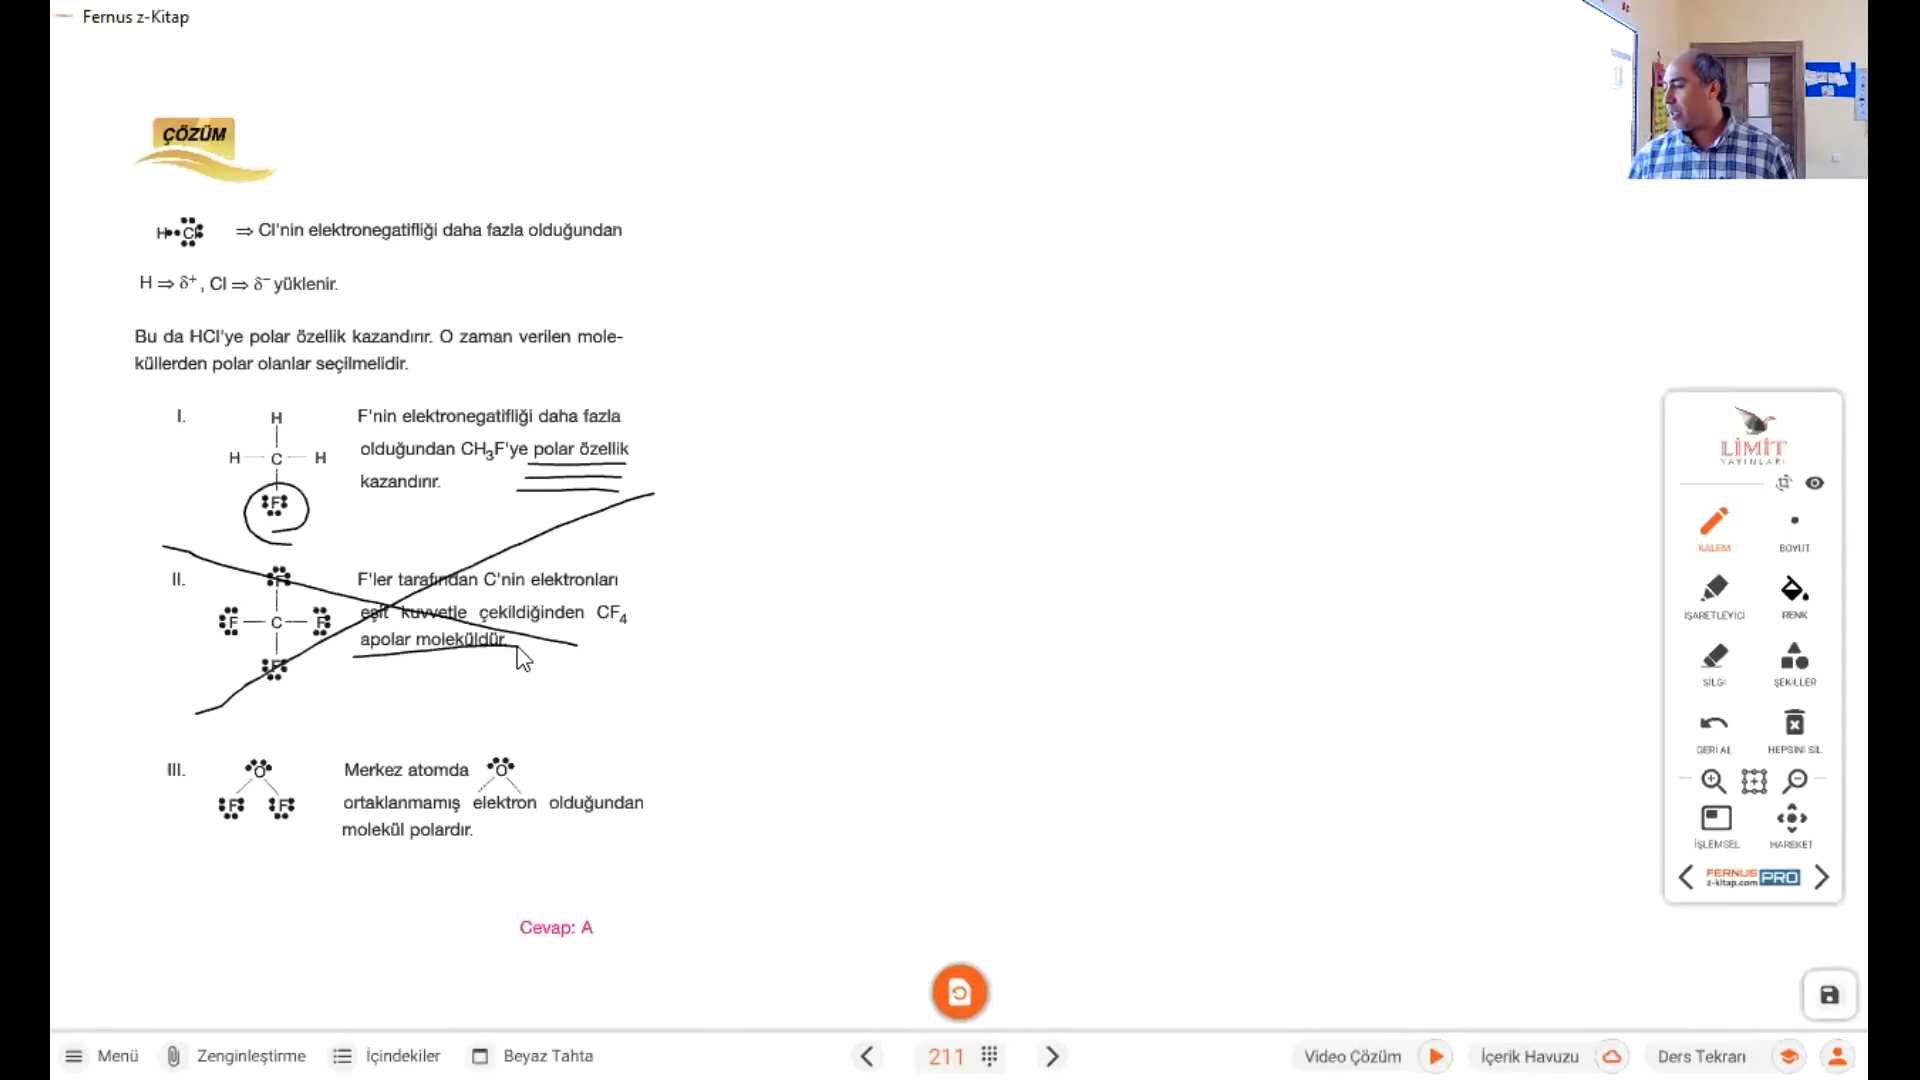 Fernus z-Kitap
ÇÖZÜM
H Cl ⇒ Cl'nin elektronegatifliği daha fazla olduğundan
H ⇒ δ⁺ , Cl ⇒ δ⁻ yüklenir.
Bu da HCl'ye polar özellik kazandırır. O zaman verilen mole-
küllerden polar olanlar seçilmelidir.
I.
H
H — C — H
F
F'nin elektronegatifliği daha fazla
olduğundan CH₃F'ye polar özellik
kazandırır.
II.
F
F — C — F
F
F'ler tarafından C'nin elektronları
eşit kuvvetle çekildiğinden CF₄
apolar moleküldür.
III.
O
F F
Merkez atomda O
ortaklanmamış elektron olduğundan
molekül polardır.
Cevap: A
LİMİT
YAYINLARI
KALEM BOYUT
İŞARETLEYİCİ RENK
SİLGİ ŞEKİLLER
GERİ AL HEPSİNİ SİL
İŞLEMSEL HAREKET
FERNUS PRO
z-kitap.com
Menü Zenginleştirme İçindekiler Beyaz Tahta 211 Video Çözüm İçerik Havuzu Ders Tekrarı